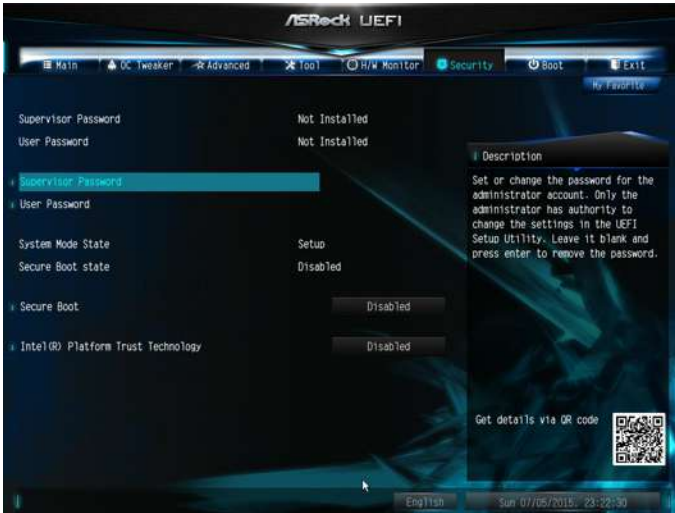 ASRock UEFI
Main OC Tweaker Advanced Tool H/W Monitor Security Boot Exit
My Favorite
Supervisor Password Not Installed
User Password Not Installed
Supervisor Password
User Password
System Mode State Setup
Secure Boot state Disabled
Secure Boot Disabled
Intel(R) Platform Trust Technology Disabled
Description
Set or change the password for the
administrator account. Only the
administrator has authority to
change the settings in the UEFI
Setup Utility. Leave it blank and
press enter to remove the password.
Get details via QR code
English Sun 07/05/2015, 23:22:30